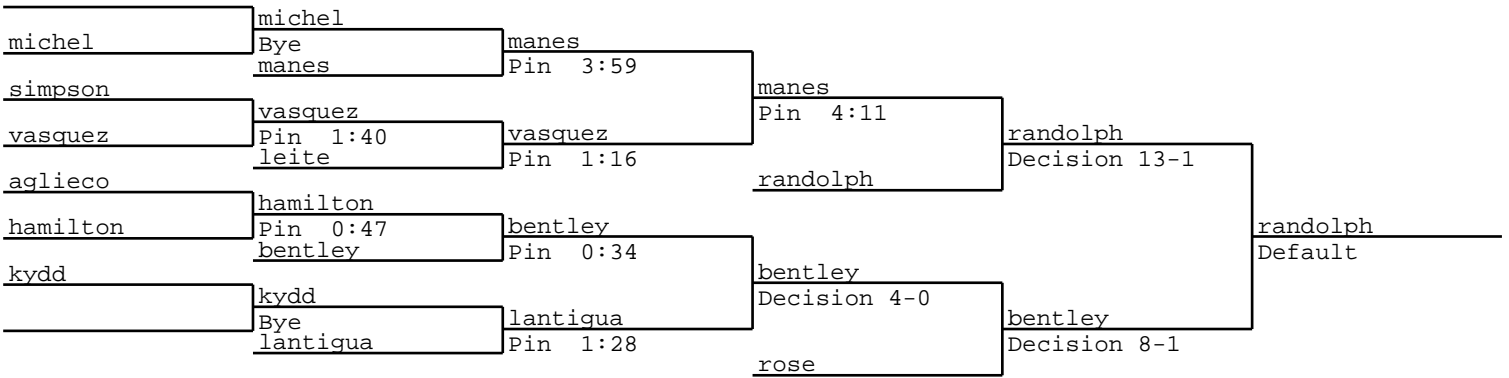 michel
michel
Bye
manes
manes
Pin 3:59
simpson
manes
Pin 4:11
vasquez
vasquez
Pin 1:40
leite
vasquez
Pin 1:16
randolph
Decision 13-1
randolph
aglieco
hamilton
hamilton
Pin 0:47
bentley
bentley
Pin 0:34
randolph
Default
kydd
bentley
Decision 4-0
kydd
Bye
lantigua
lantigua
Pin 1:28
bentley
Decision 8-1
rose